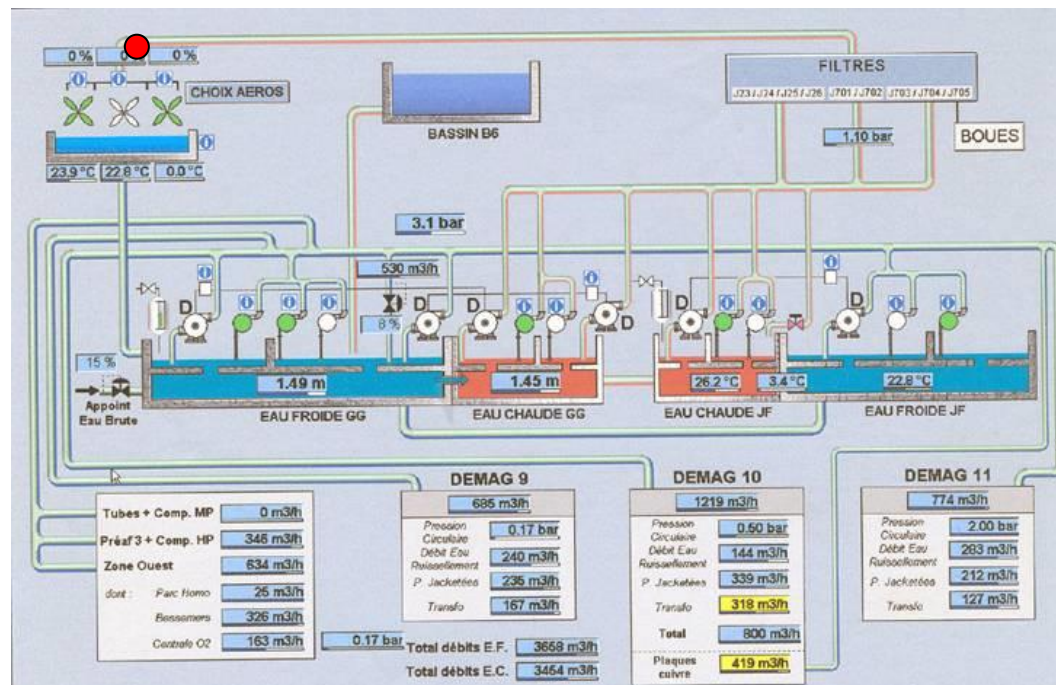 0 % 0 %
CHOIX AEROS
23.9 °C 22.8 °C 0.0 °C
BASSIN B6
FILTRES
J23 / J24 / J25 / J26 J701 / J702 J703 / J704 / J705
1.10 bar
BOUES
3.1 bar
530 m3/h
D D D D D D
8 %
15 %
Appoint
Eau Brute
1.49 m
1.45 m
26.2 °C 3.4 °C 22.8 °C
EAU FROIDE GG
EAU CHAUDE GG
EAU CHAUDE JF
EAU FROIDE JF
Tubes + Comp. MP 0 m3/h
Préaf 3 + Comp. HP 346 m3/h
Zone Ouest 634 m3/h
dont : Parc Homo 25 m3/h
Bessemers 326 m3/h
Centrale O2 163 m3/h
0.17 bar
DEMAG 9
685 m3/h
Pression
Circulaire 0.17 bar
Débit Eau
Ruissellement 240 m3/h
P. Jacketées 235 m3/h
Transfo 167 m3/h
Total débits E.F. 3658 m3/h
Total débits E.C. 3454 m3/h
DEMAG 10
1219 m3/h
Pression
Circulaire 0.50 bar
Débit Eau
Ruissellement 144 m3/h
P. Jacketées 339 m3/h
Transfo 318 m3/h
Total 800 m3/h
Plaques
cuivre 419 m3/h
DEMAG 11
774 m3/h
Pression
Circulaire 2.00 bar
Débit Eau
Ruissellement 283 m3/h
P. Jacketées 212 m3/h
Transfo 127 m3/h